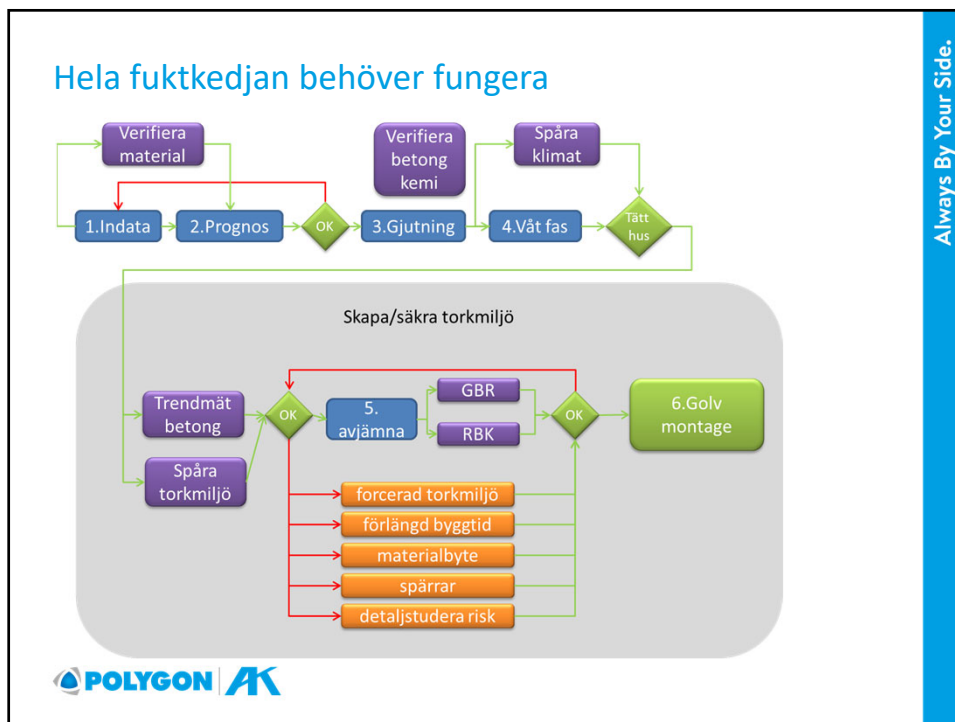 Hela fuktkedjan behöver fungera
Always By Your Side.
Verifiera
material
Verifiera
betong
kemi
Spåra
klimat
1.Indata
2.Prognos
OK
3.Gjutning
4.Våt fas
Tätt
hus
Skapa/säkra torkmiljö
Trendmät
betong
Spåra
torkmiljö
OK
5.
avjämna
GBR
RBK
OK
6.Golv
montage
forcerad torkmiljö
förlängd byggtid
materialbyte
spärrar
detaljstudera risk
POLYGON AK